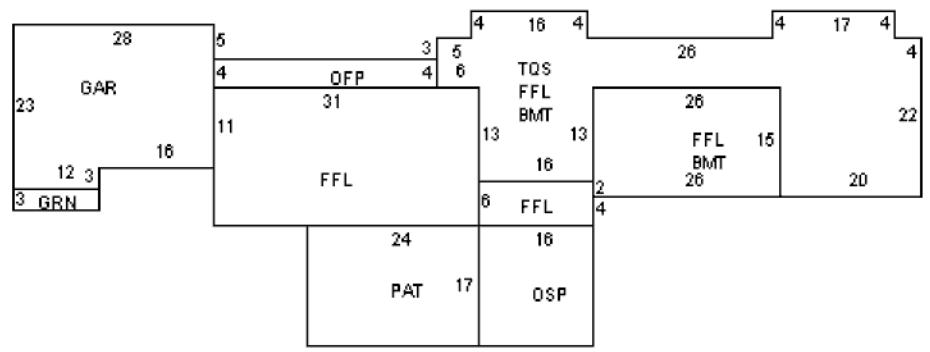 4 16 4 4 17 4
28 5 3 5 26 4
GAR 4 OFP 4 6 TQS
FFL
BMT
23 31 26 22
11 13 13 FFL 15
BMT
16 FFL 16 26 20
12 3 2
3 GRN 6 FFL 4
24 16
PAT 17 OSP